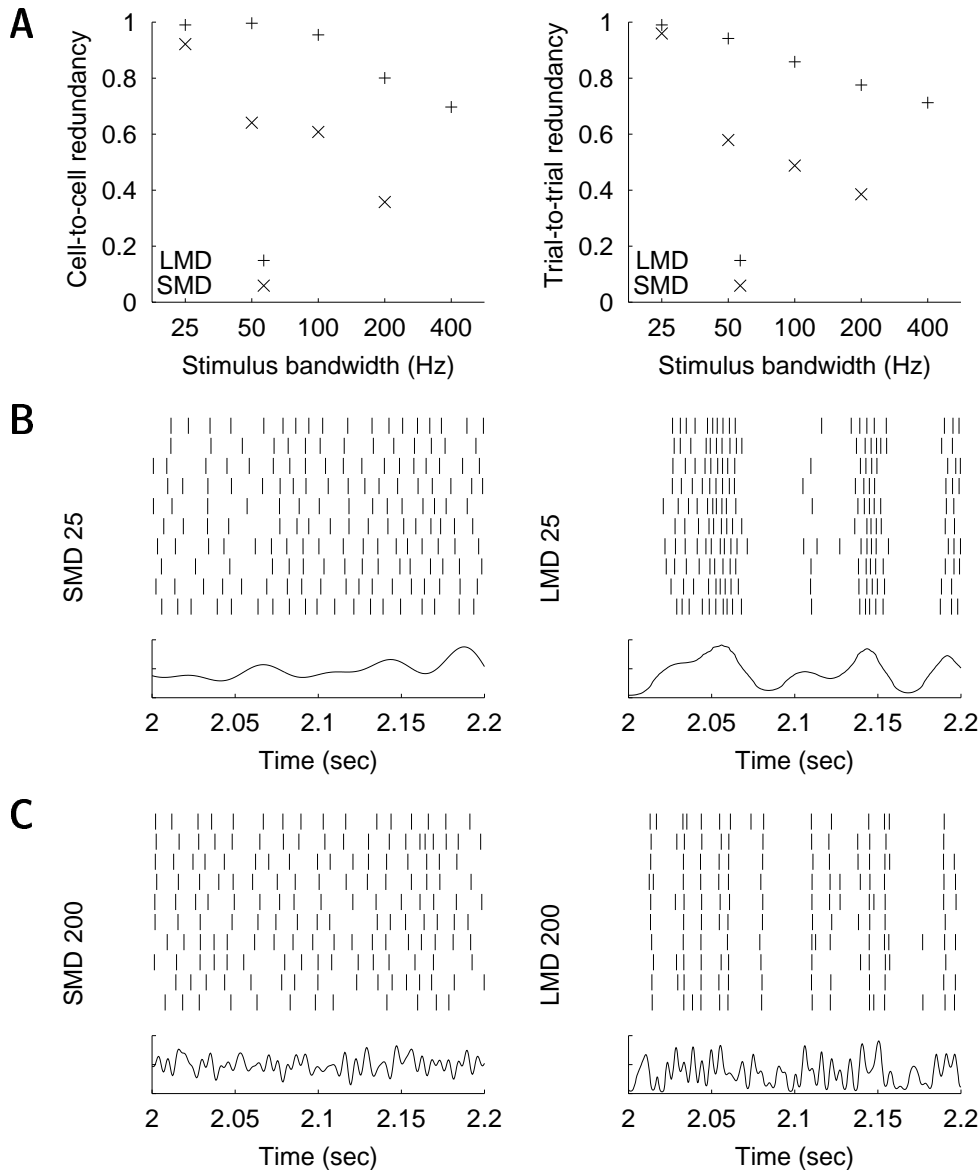 A
Cell-to-cell redundancy
1
0.8
0.6
0.4
0.2
0
LMD
SMD
25 50 100 200 400
Stimulus bandwidth (Hz)
Trial-to-trial redundancy
1
0.8
0.6
0.4
0.2
0
LMD
SMD
25 50 100 200 400
Stimulus bandwidth (Hz)
B
SMD 25
2 2.05 2.1 2.15 2.2
Time (sec)
LMD 25
2 2.05 2.1 2.15 2.2
Time (sec)
C
SMD 200
2 2.05 2.1 2.15 2.2
Time (sec)
LMD 200
2 2.05 2.1 2.15 2.2
Time (sec)